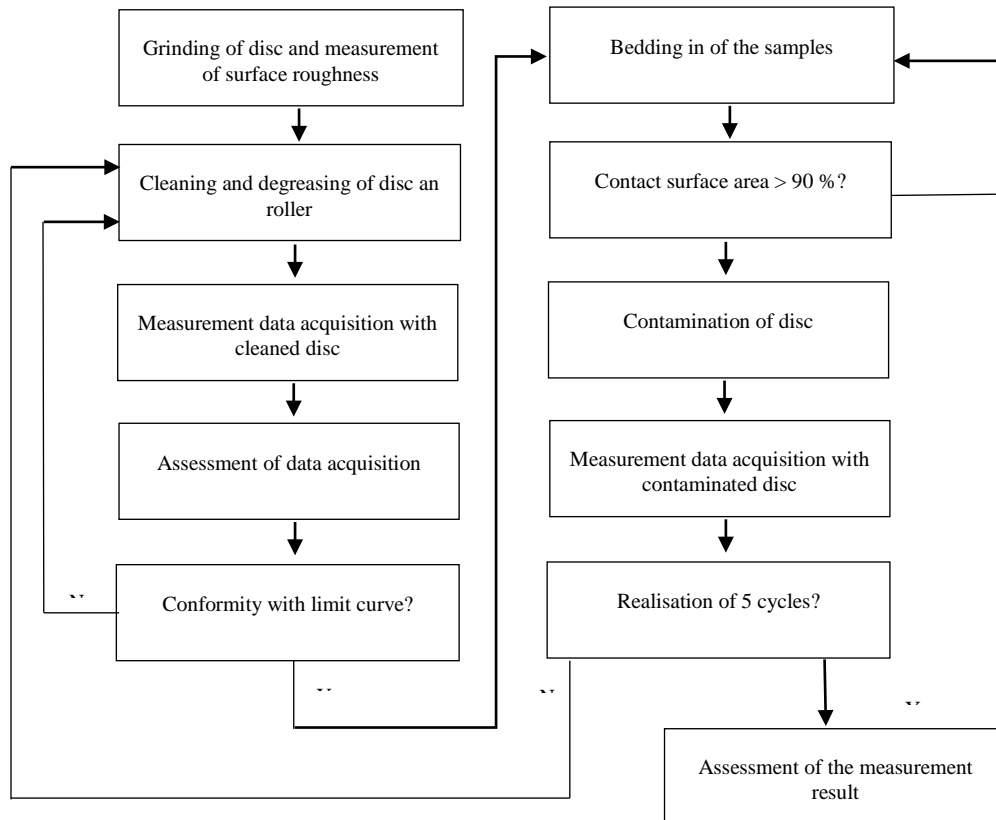 Grinding of disc and measurement
of surface roughness
Cleaning and degreasing of disc an
roller
Measurement data acquisition with
cleaned disc
Assessment of data acquisition
Conformity with limit curve?
Bedding in of the samples
Contact surface area > 90 %?
Contamination of disc
Measurement data acquisition with
contaminated disc
Realisation of 5 cycles?
Assessment of the measurement
result